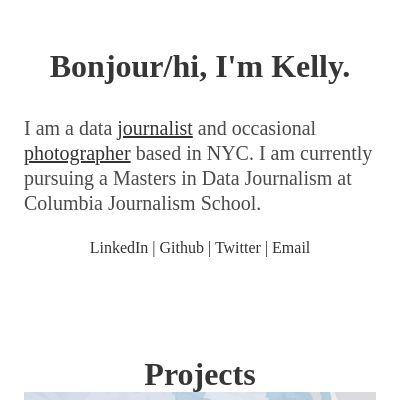 Bonjour/hi, I'm Kelly.
I am a data journalist and occasional
photographer based in NYC. I am currently
pursuing a Masters in Data Journalism at
Columbia Journalism School.
LinkedIn | Github | Twitter | Email
Projects